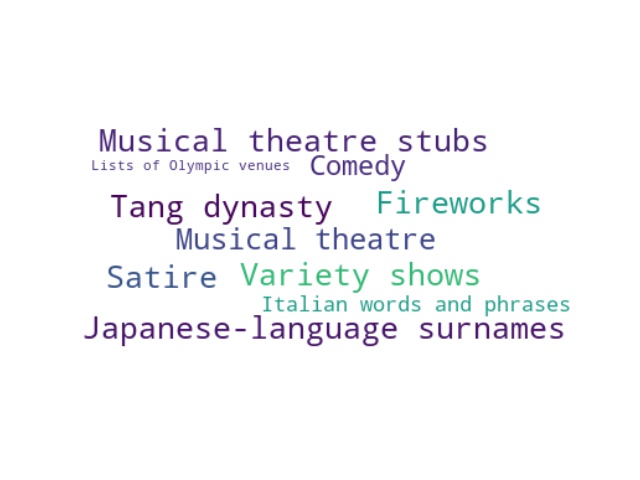 Musical theatre stubs
Lists of Olympic venues
Comedy
Tang dynasty
Fireworks
Musical theatre
Satire
Variety shows
Italian words and phrases
Japanese-language surnames